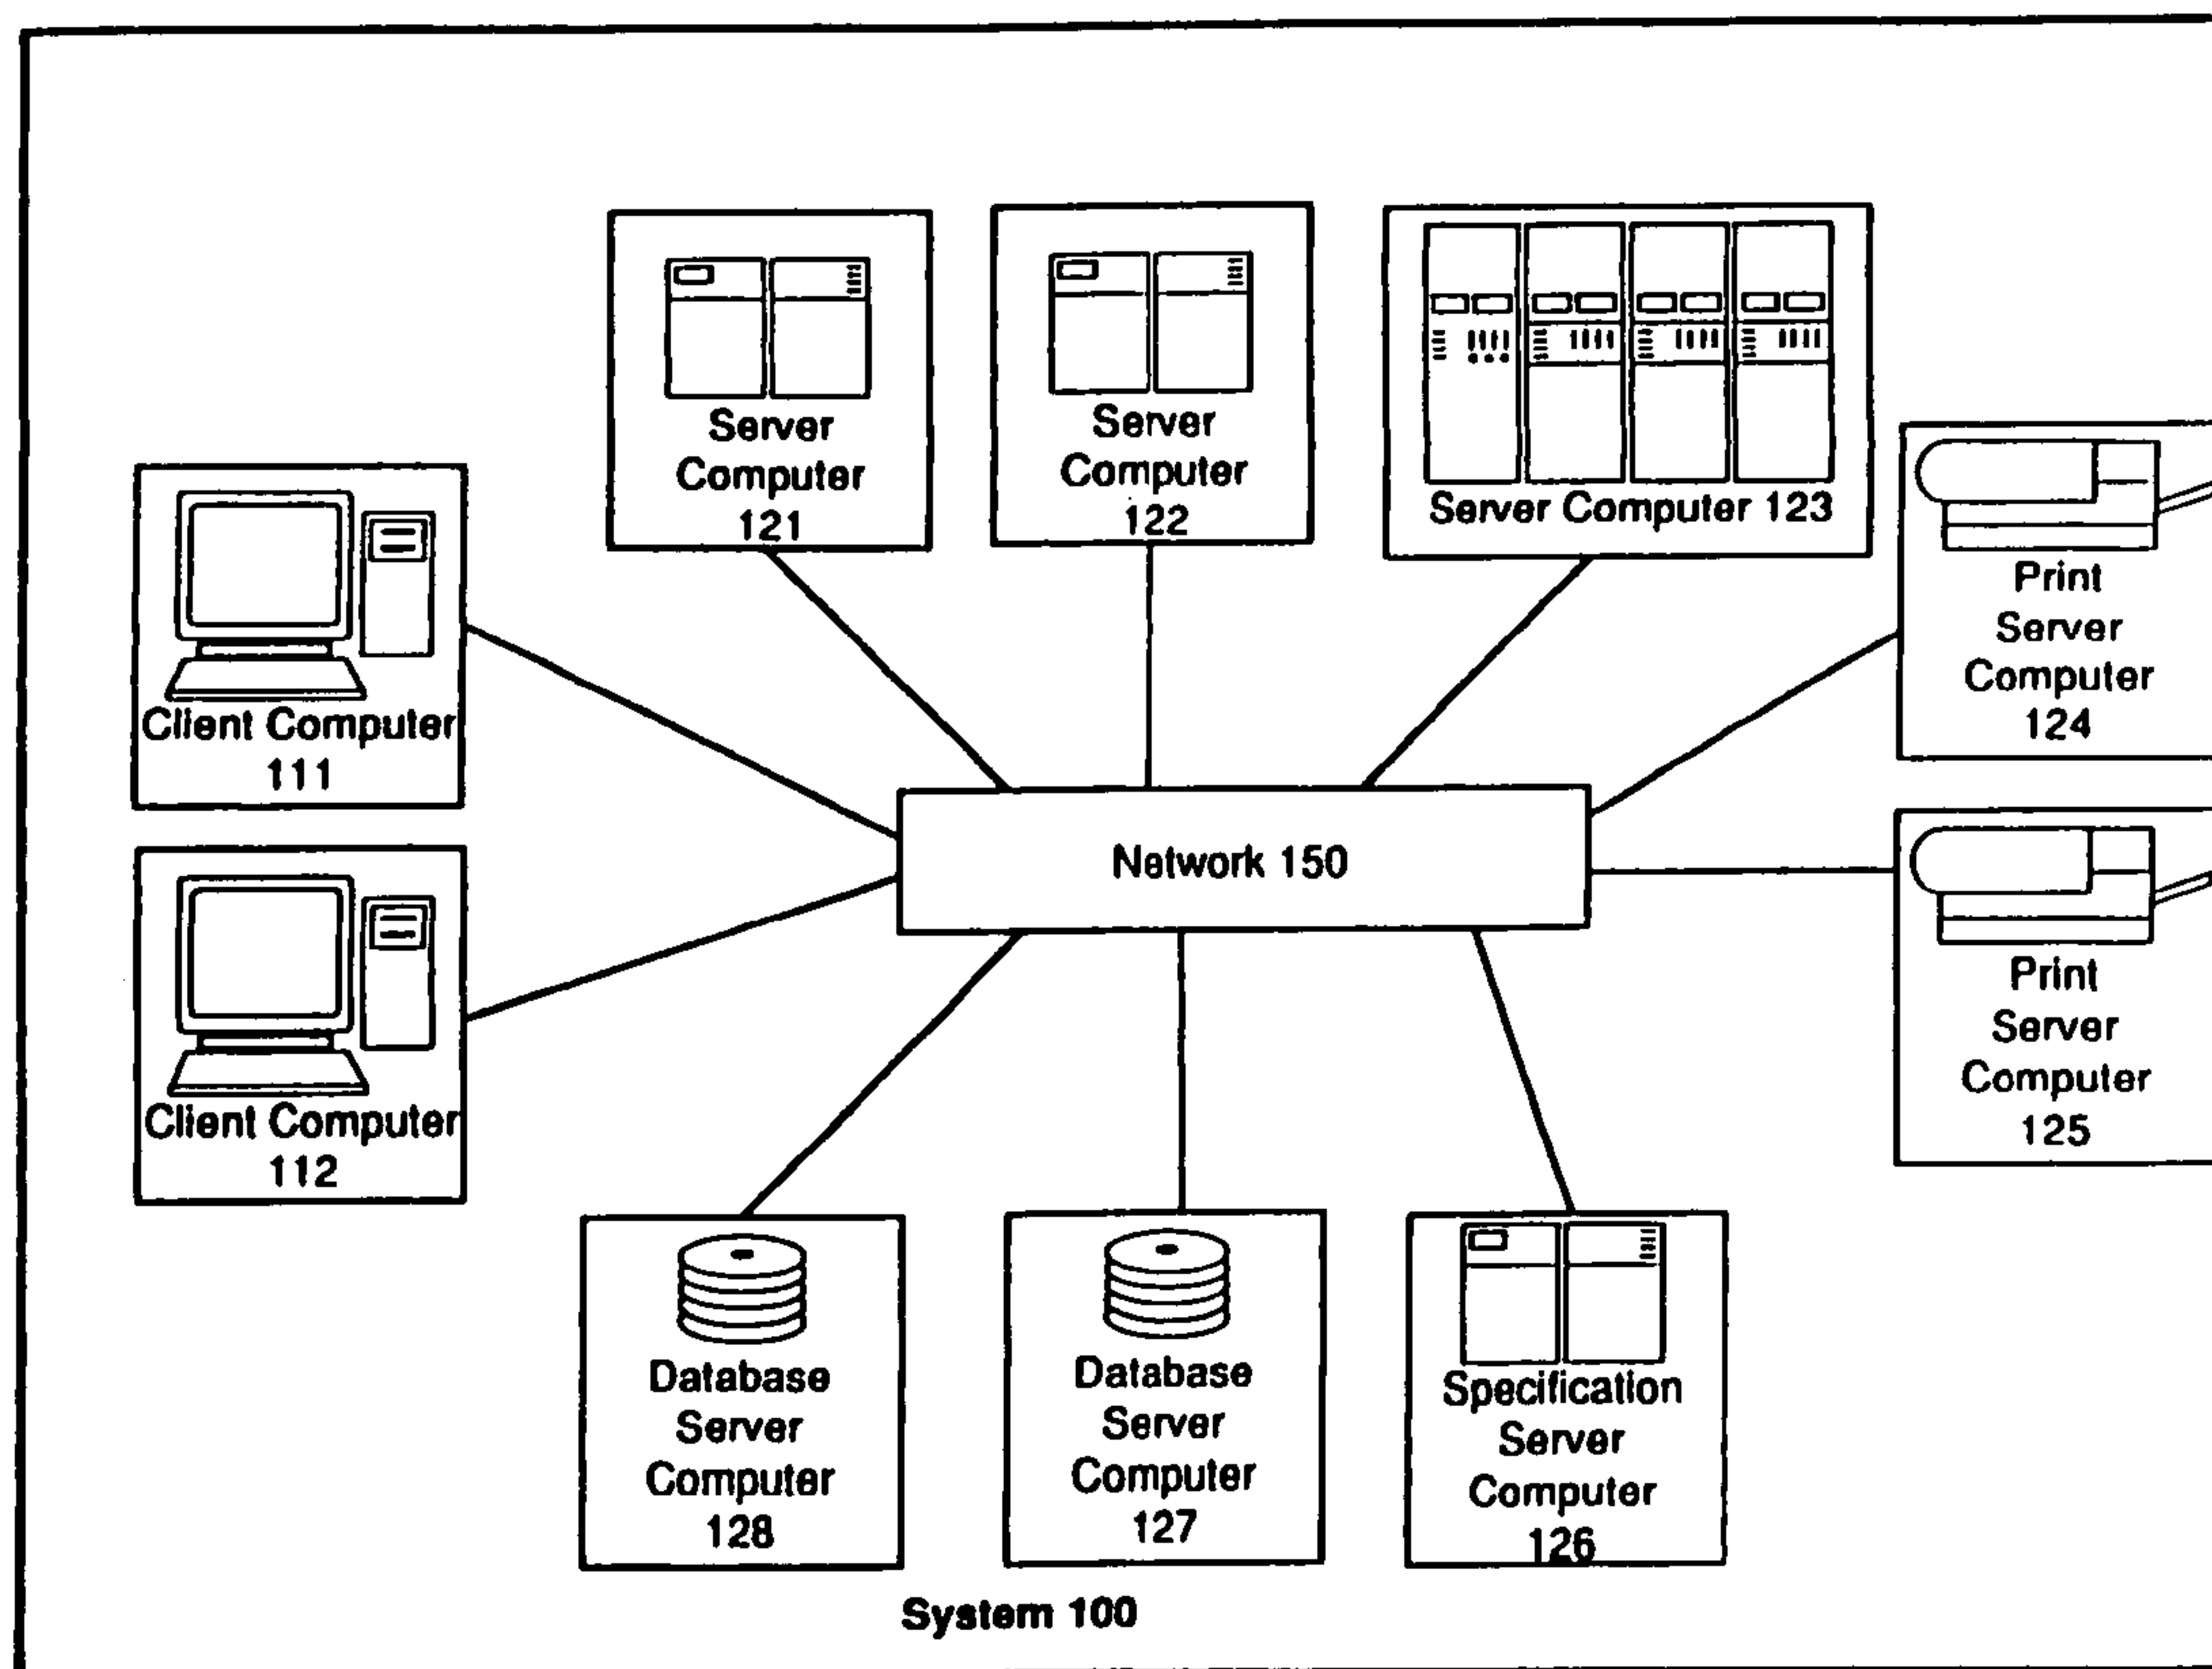 Server
Computer
121
Server
Computer
122
Server Computer 123
Print
Server
Computer
124
Client Computer
111
Network 150
Print
Server
Computer
125
Client Computer
112
Database
Server
Computer
128
Database
Server
Computer
127
Specification
Server
Computer
126
System 100